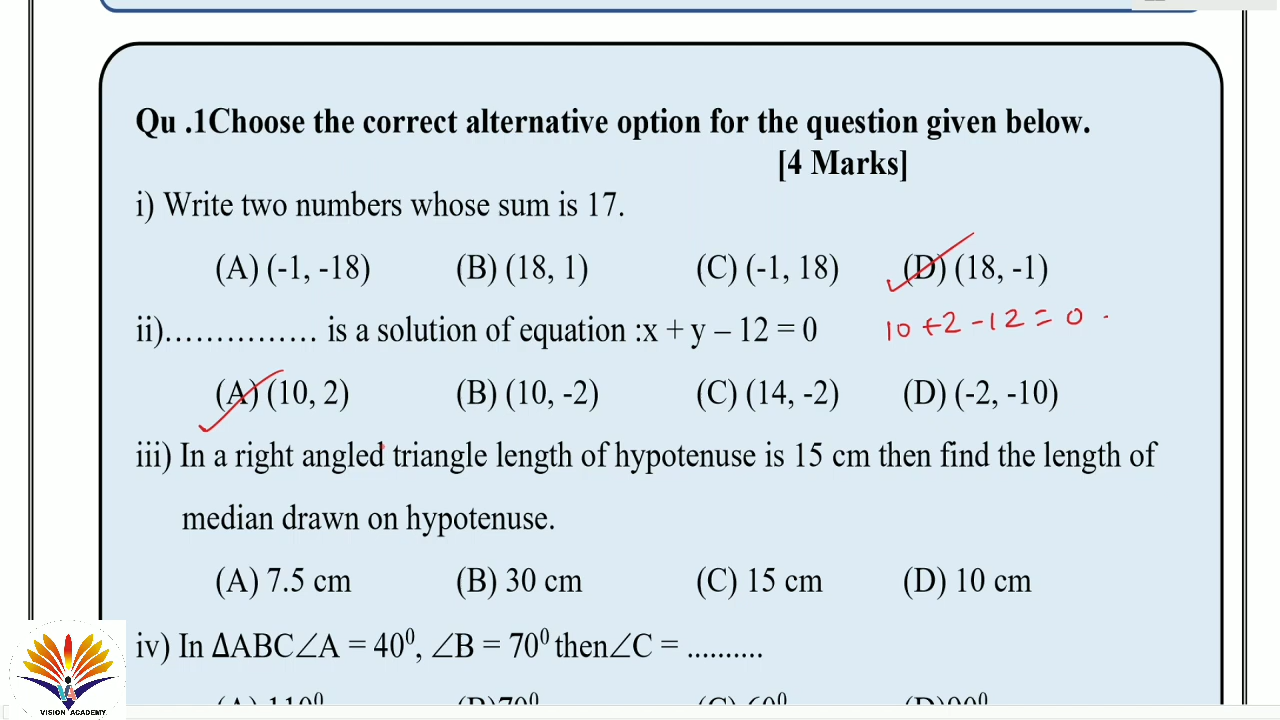 Qu .1Choose the correct alternative option for the question given below.
[4 Marks]
i) Write two numbers whose sum is 17.
(A) (-1, -18) (B) (18, 1) (C) (-1, 18) (D) (18, -1)
ii)…………… is a solution of equation :x + y – 12 = 0 10 + 2 - 12 = 0 .
(A) (10, 2) (B) (10, -2) (C) (14, -2) (D) (-2, -10)
iii) In a right angled triangle length of hypotenuse is 15 cm then find the length of
median drawn on hypotenuse.
(A) 7.5 cm (B) 30 cm (C) 15 cm (D) 10 cm
iv) In ΔABC∠A = 40⁰, ∠B = 70⁰ then∠C = ..........
(A) 110⁰ (B)70⁰ (C) 60⁰ (D)90⁰
VISION ACADEMY